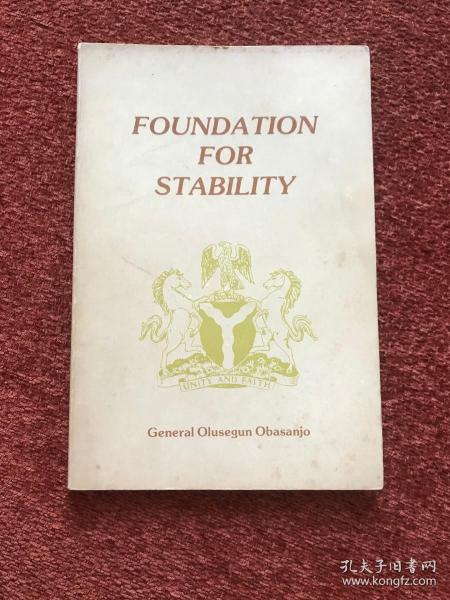 FOUNDATION
FOR
STABILITY
UNITY AND FAITH
General Olusegun Obasanjo
孔夫子旧书网
www.kongfz.com